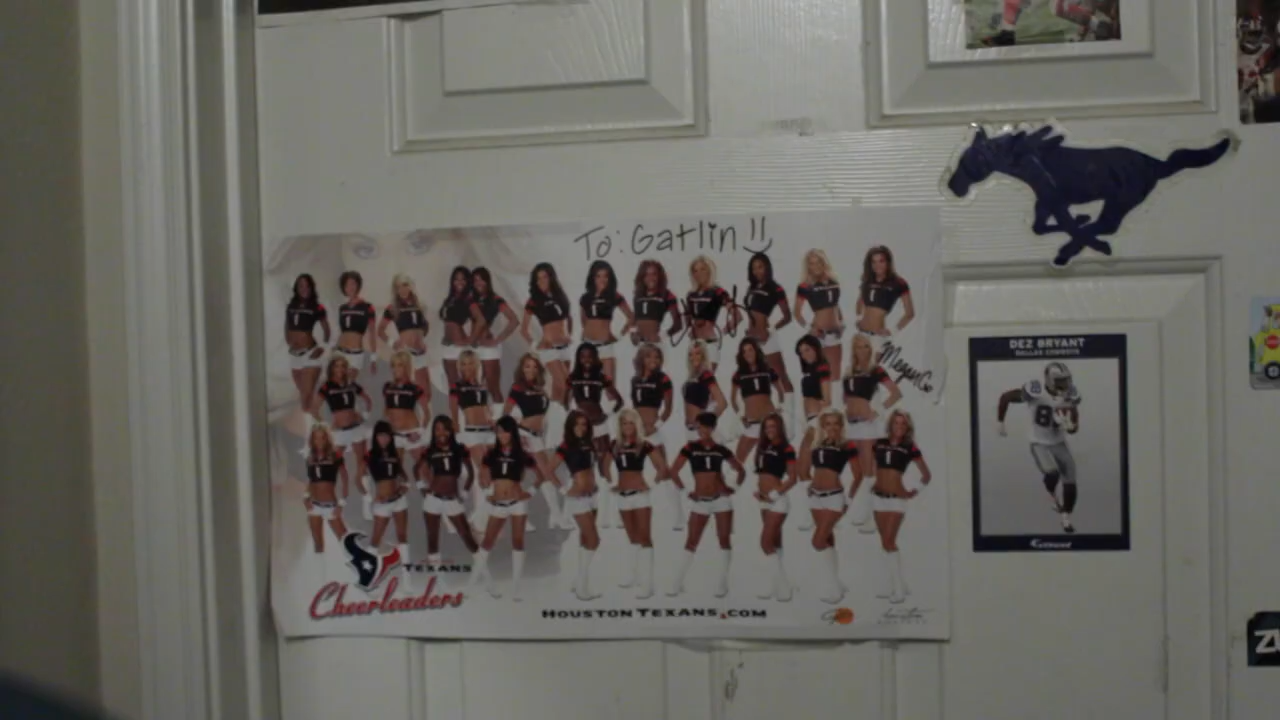 To: Gatlin !!
Megan C.
DEZ BRYANT
DALLAS COWBOYS
TEXANS
Cheerleaders
HOUSTONTEXANS.COM